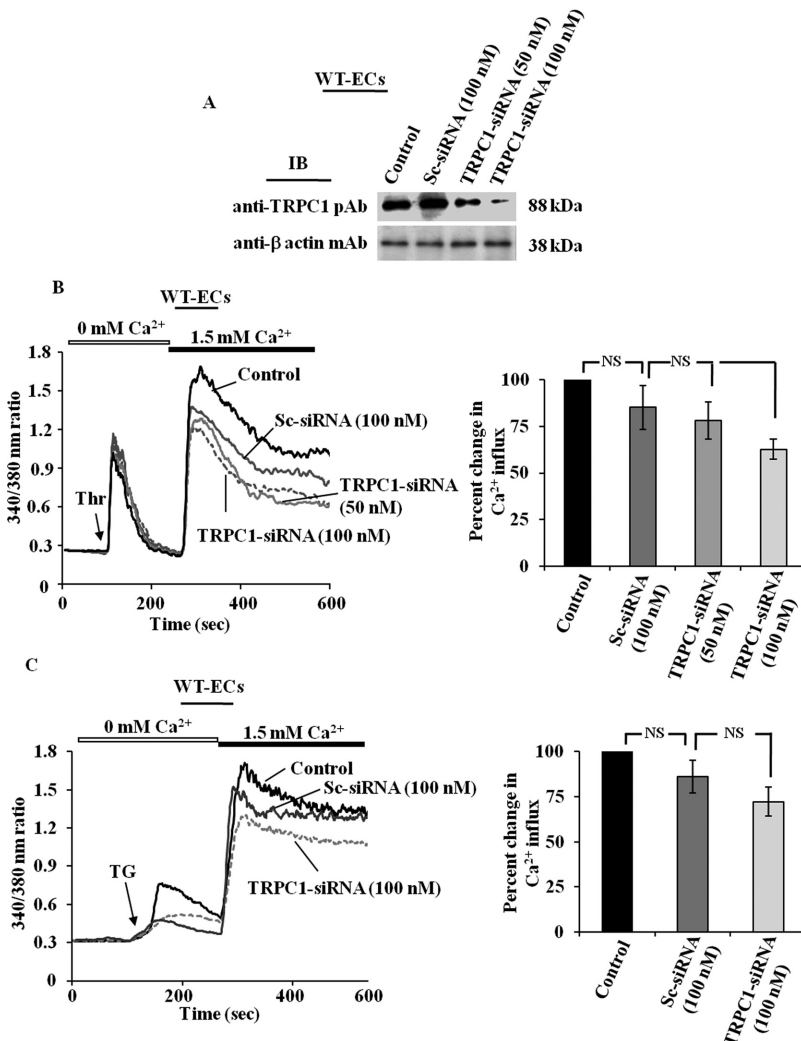 A
WT-ECs
Control
Sc-siRNA (100 nM)
TRPC1-siRNA (50 nM)
TRPC1-siRNA (100 nM)
IB
anti-TRPC1 pAb
88 kDa
anti-β actin mAb
38 kDa
B
WT-ECs
0 mM Ca²⁺
1.5 mM Ca²⁺
340/380 nm ratio
1.8
1.5
1.2
0.9
0.6
0.3
0
Thr
Control
Sc-siRNA (100 nM)
TRPC1-siRNA
(50 nM)
TRPC1-siRNA (100 nM)
0
200
400
600
Time (sec)
Percent change in
Ca²⁺ influx
100
75
50
25
0
NS
NS
Control
Sc-siRNA
(100 nM)
TRPC1-siRNA
(50 nM)
TRPC1-siRNA
(100 nM)
C
WT-ECs
0 mM Ca²⁺
1.5 mM Ca²⁺
340/380 nm ratio
1.8
1.5
1.2
0.9
0.6
0.3
0
TG
Control
Sc-siRNA (100 nM)
TRPC1-siRNA (100 nM)
0
200
400
600
Time (sec)
Percent change in
Ca²⁺ influx
100
75
50
25
0
NS
NS
Control
Sc-siRNA
(100 nM)
TRPC1-siRNA
(100 nM)